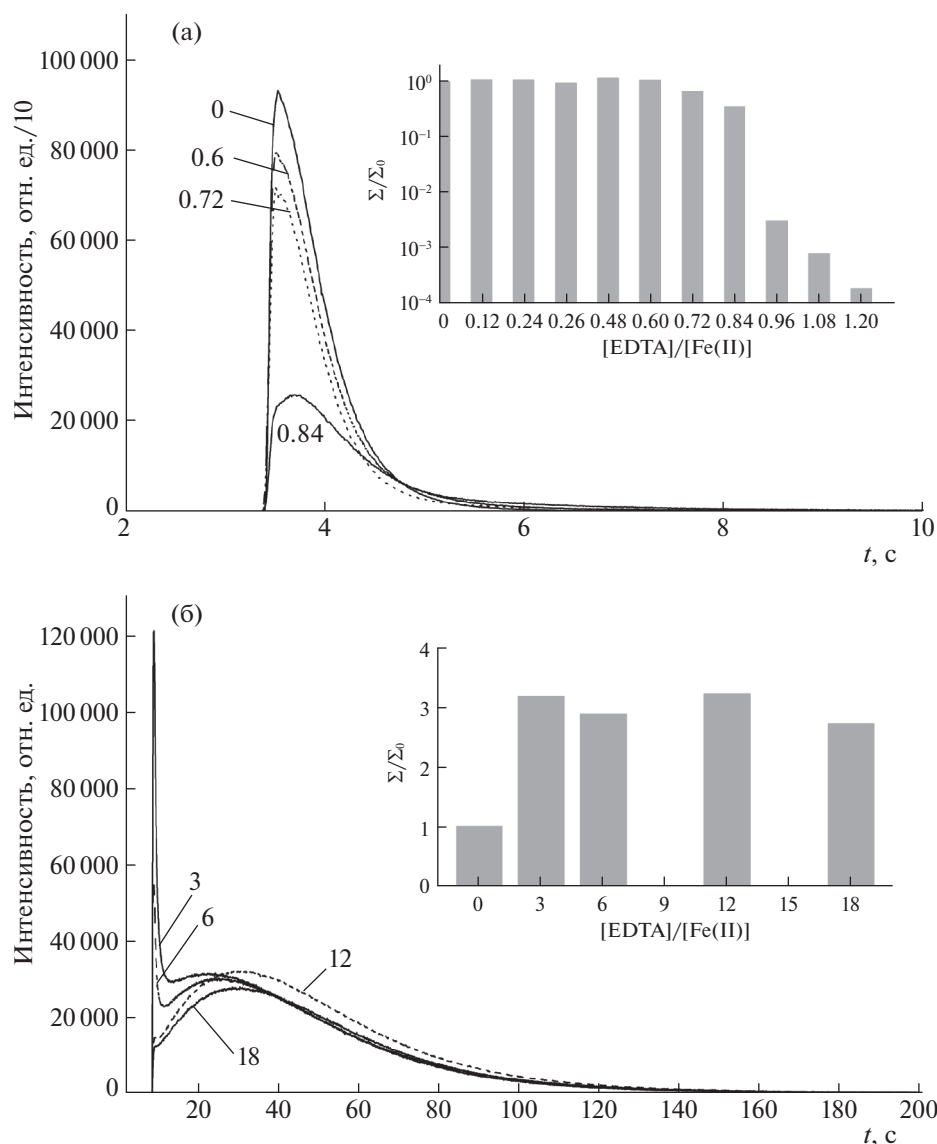 (а)
Интенсивность, отн. ед./10
100 000
80 000
60 000
40 000
20 000
0
0
0.6
0.72
0.84
2
4
6
8
10
t, с
Σ/Σ0
10^0
10^–1
10^–2
10^–3
10^–4
0 0.12 0.24 0.26 0.48 0.60 0.72 0.84 0.96 1.08 1.20
[EDTA]/[Fe(II)]
(б)
Интенсивность, отн. ед.
120 000
100 000
80 000
60 000
40 000
20 000
0
3
6
12
18
20 40 60 80 100 120 140 160 180 200
t, с
Σ/Σ0
4
3
2
1
0
0 3 6 9 12 15 18
[EDTA]/[Fe(II)]